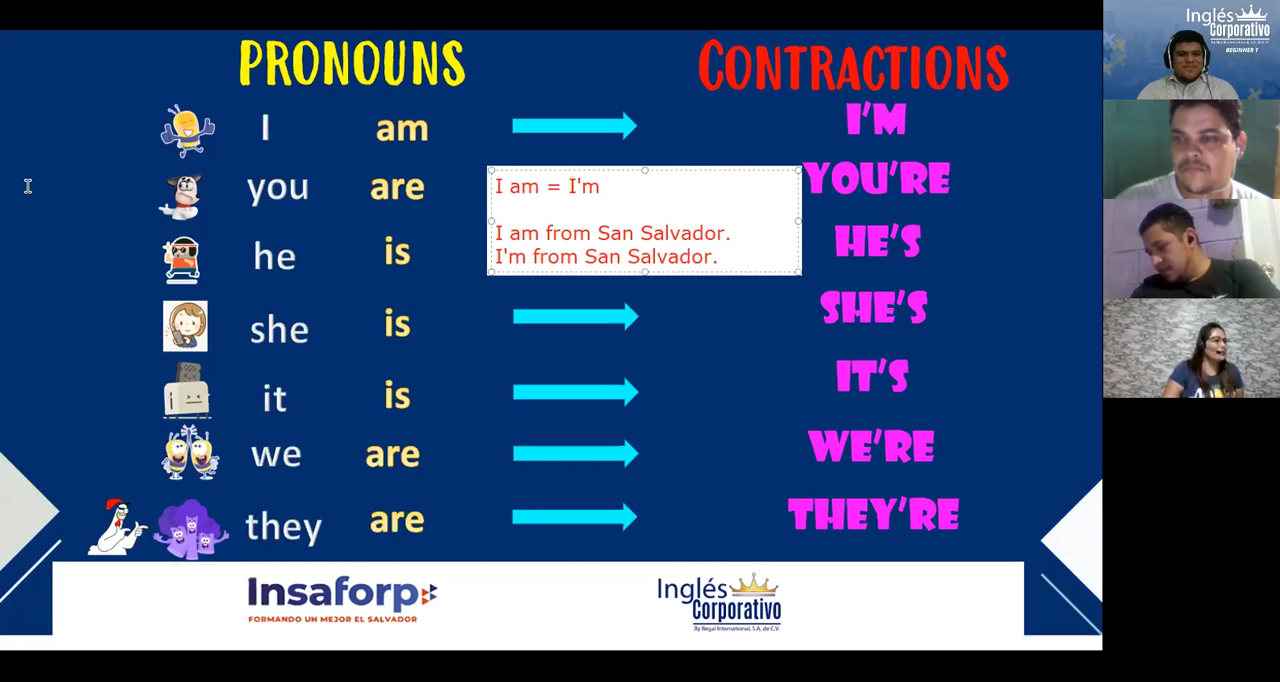 PRONOUNS
CONTRACTIONS
I am I'M
you are YOU'RE
I am = I'm
I am from San Salvador.
I'm from San Salvador.
he is HE'S
she is SHE'S
it is IT'S
we are WE'RE
they are THEY'RE
Insaforp
FORMANDO UN MEJOR EL SALVADOR
Inglés
Corporativo
By Regal International, S.A. de C.V.
Inglés
Corporativo
BEGINNER 1